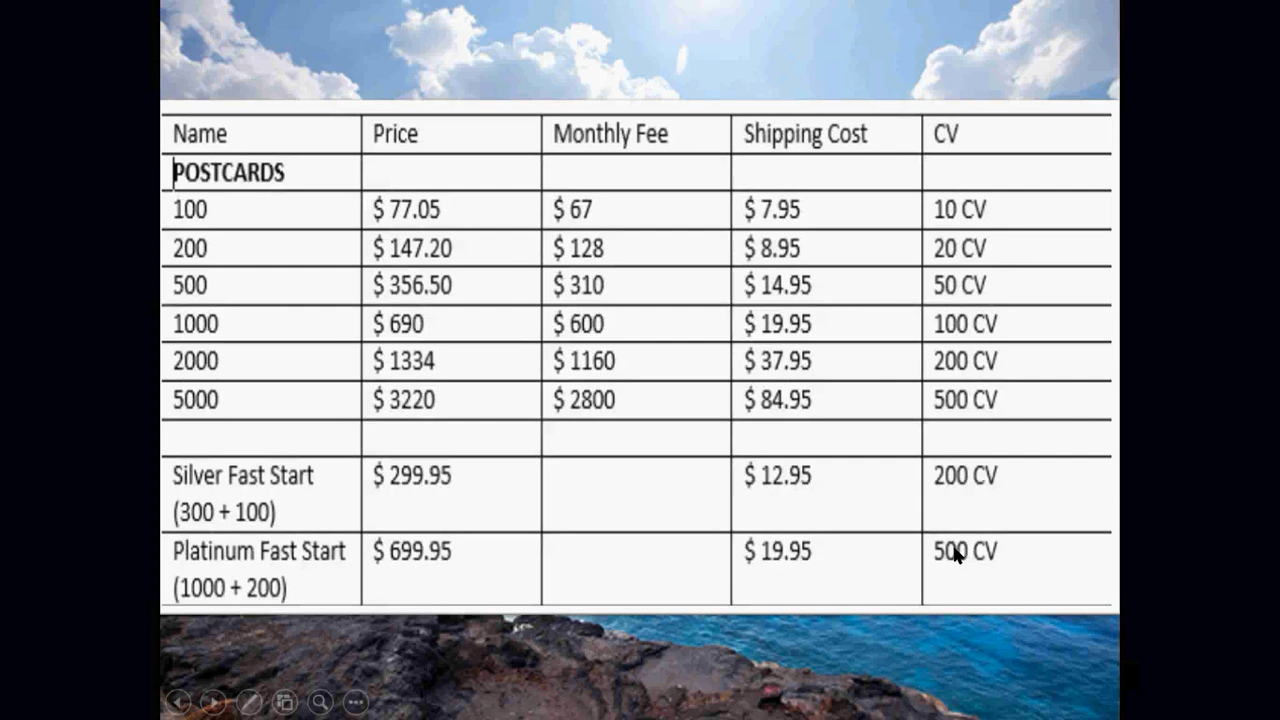 Name Price Monthly Fee Shipping Cost CV
POSTCARDS
100 $ 77.05 $ 67 $ 7.95 10 CV
200 $ 147.20 $ 128 $ 8.95 20 CV
500 $ 356.50 $ 310 $ 14.95 50 CV
1000 $ 690 $ 600 $ 19.95 100 CV
2000 $ 1334 $ 1160 $ 37.95 200 CV
5000 $ 3220 $ 2800 $ 84.95 500 CV
Silver Fast Start $ 299.95 $ 12.95 200 CV
(300 + 100)
Platinum Fast Start $ 699.95 $ 19.95 500 CV
(1000 + 200)